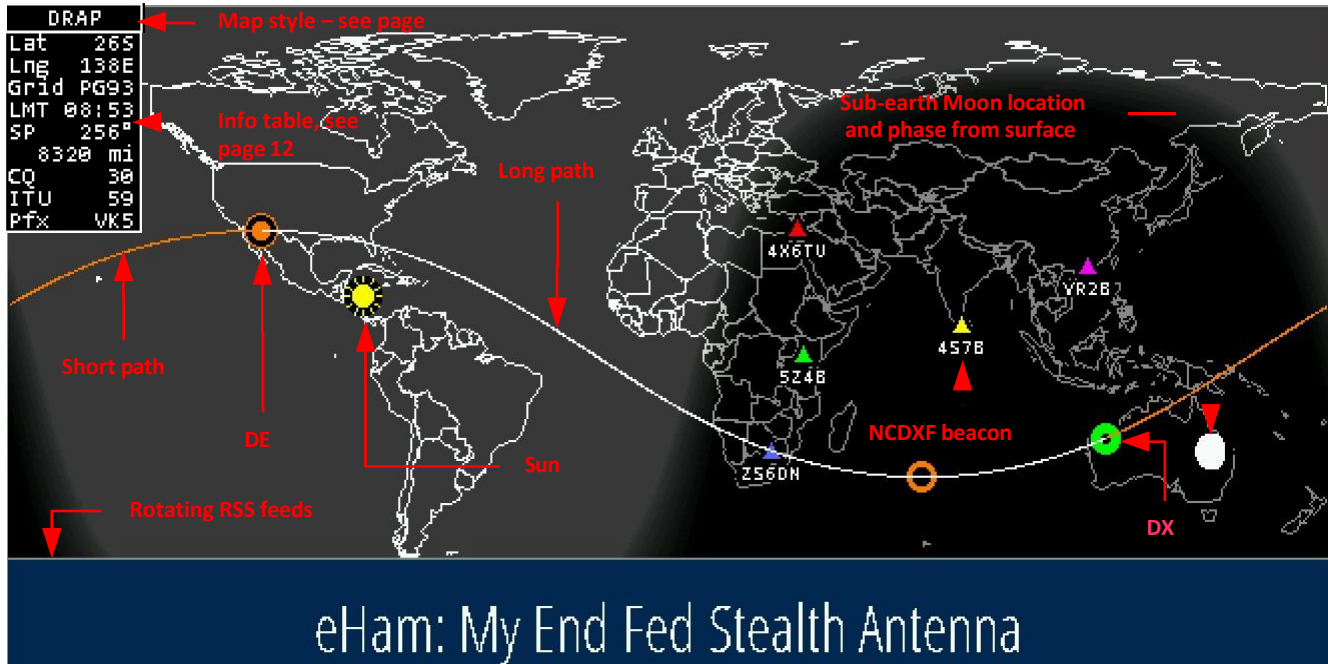 DRAP
Map style – see page
Lat 26S
Lng 138E
Grid PG93
LMT 08:53
SP 256°
8320 mi
CQ 30
ITU 59
Pfx VK5
Info table, see
page 12
Sub-earth Moon location
and phase from surface
Long path
4X6TU
YR2B
4S7B
5Z4B
Short path
DE
NCDXF beacon
Sun
ZS6DN
Rotating RSS feeds
DX
eHam: My End Fed Stealth Antenna